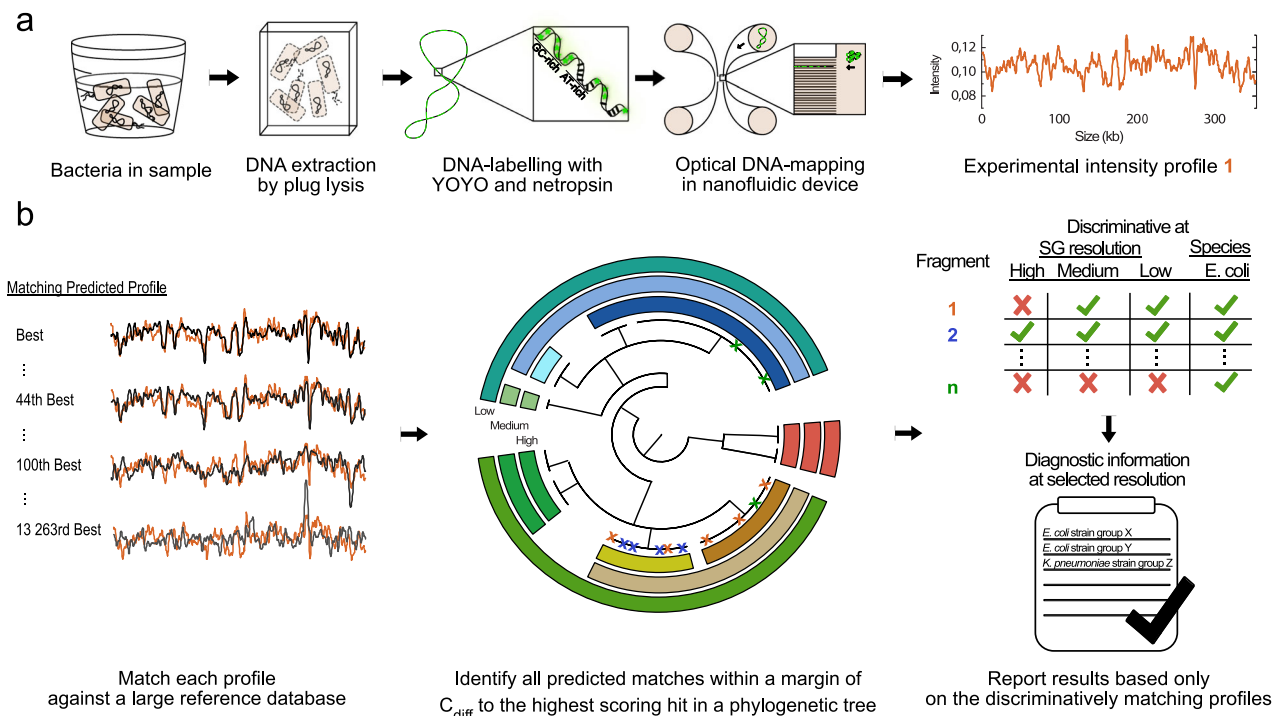 a
Bacteria in sample
DNA extraction
by plug lysis
GC-rich AT-rich
DNA-labelling with
YOYO and netropsin
Optical DNA-mapping
in nanofluidic device
Intensity
0,12
0,10
0,08
0 100 200 300
Size (kb)
Experimental intensity profile 1
b
Matching Predicted Profile
Best
⋮
44th Best
⋮
100th Best
⋮
13 263rd Best
Match each profile
against a large reference database
Low
Medium
High
Identify all predicted matches within a margin of
C_diff to the highest scoring hit in a phylogenetic tree
Discriminative at
Fragment SG resolution Species
High Medium Low E. coli
1 ✗ ✓ ✓ ✓
2 ✓ ✓ ✓ ✓
⋮ ⋮ ⋮ ⋮
n ✗ ✗ ✗ ✓
Diagnostic information
at selected resolution
E. coli strain group X
E. coli strain group Y
K. pneumoniae strain group Z
Report results based only
on the discriminatively matching profiles